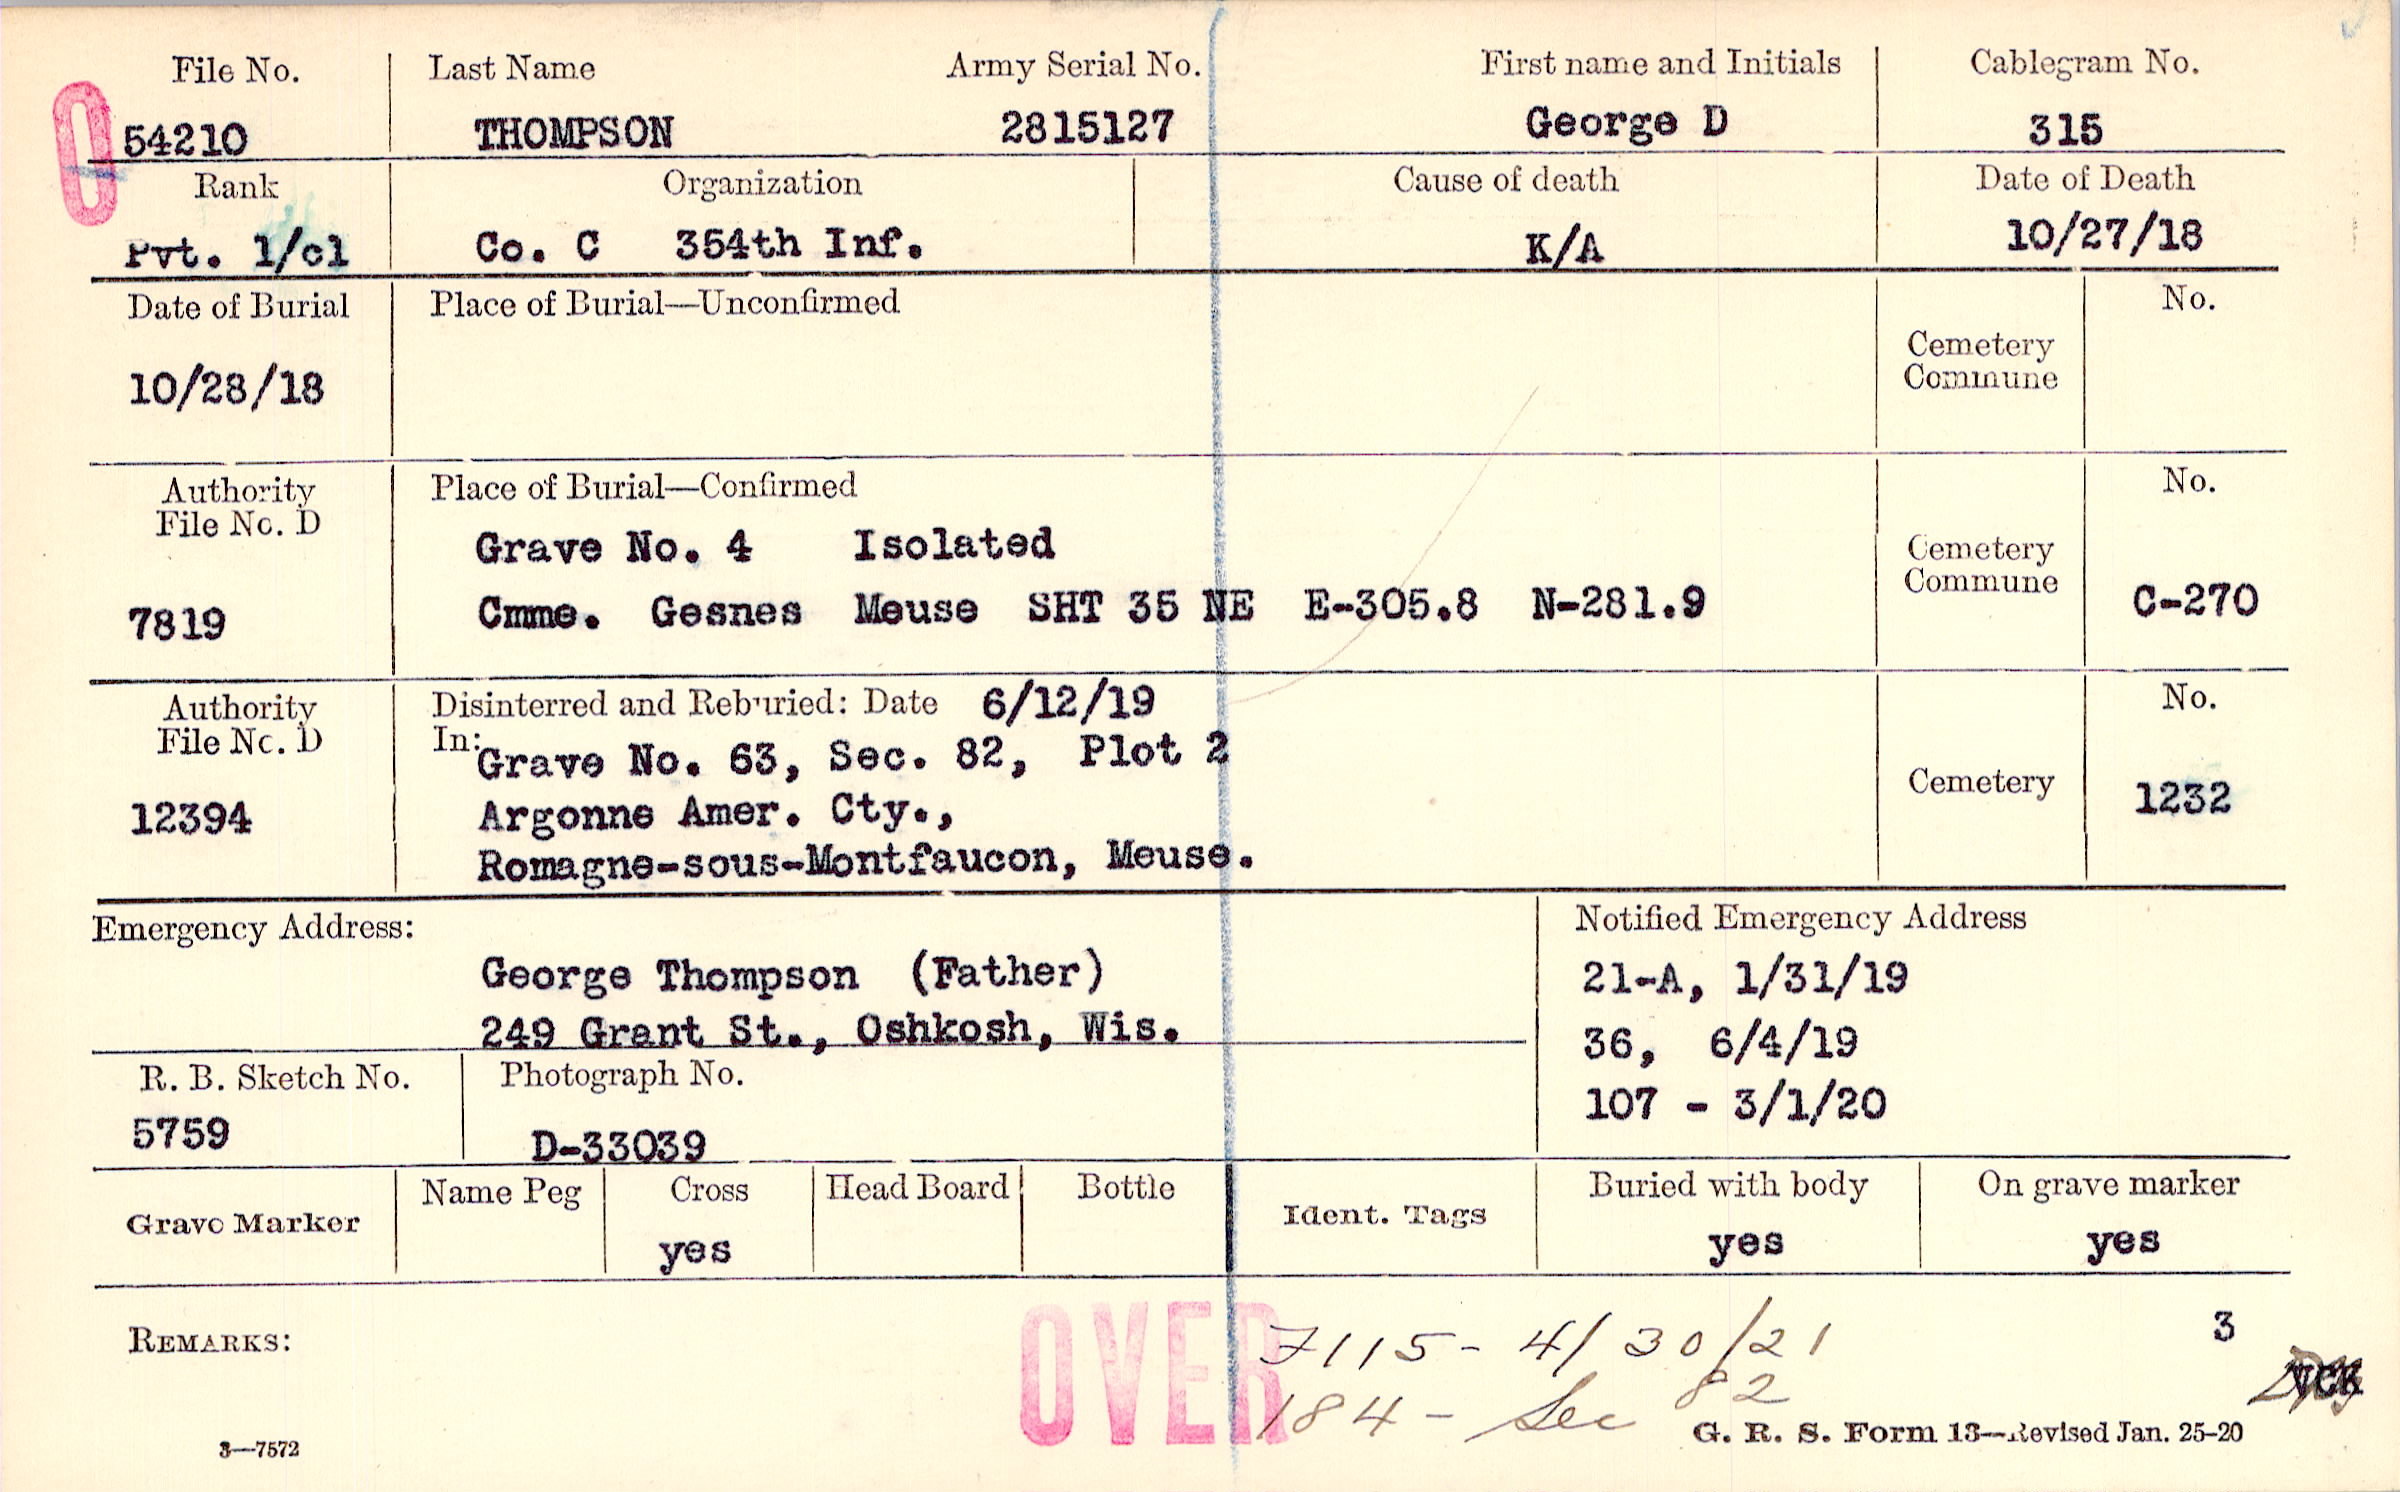 File No. Last Name Army Serial No. First name and Initials Cablegram No.
O 54210 THOMPSON 2815127 George D 315
Rank Organization Cause of death Date of Death
Pvt. 1/cl Co. C 354th Inf. K/A 10/27/18
Date of Burial Place of Burial—Unconfirmed No.
10/28/18
Cemetery
Commune
Authority Place of Burial—Confirmed No.
File No. D
Grave No. 4 Isolated
Cemetery
Commune
7819 Cmme. Gesnes Meuse SHT 35 NE E-305.8 N-281.9 C-270
Authority Disinterred and Reburied: Date 6/12/19 No.
File No. D In:
Grave No. 63, Sec. 82, Plot 2
12394 Argonne Amer. Cty., Cemetery 1232
Romagne-sous-Montfaucon, Meuse.
Emergency Address: Notified Emergency Address
George Thompson (Father) 21-A, 1/31/19
249 Grant St., Oshkosh, Wis. 36, 6/4/19
R. B. Sketch No. Photograph No. 107 - 3/1/20
5759 D-33039
Grave Marker Name Peg Cross Head Board Bottle Ident. Tags Buried with body On grave marker
yes yes yes
REMARKS: OVER 7115- 4/30/21 3
184 - Sec 82
3—7572 G. R. S. Form 13—Revised Jan. 25-20